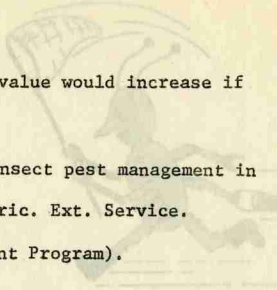 value would increase if
nsect pest management in
ric. Ext. Service.
nt Program).